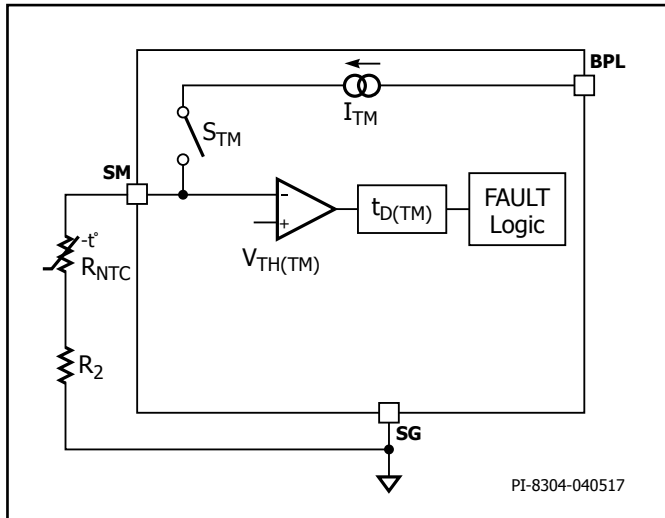 BPL
I_TM
S_TM
SM
-
+
t_D(TM)
FAULT
Logic
V_TH(TM)
-t°
R_NTC
R_2
SG
PI-8304-040517